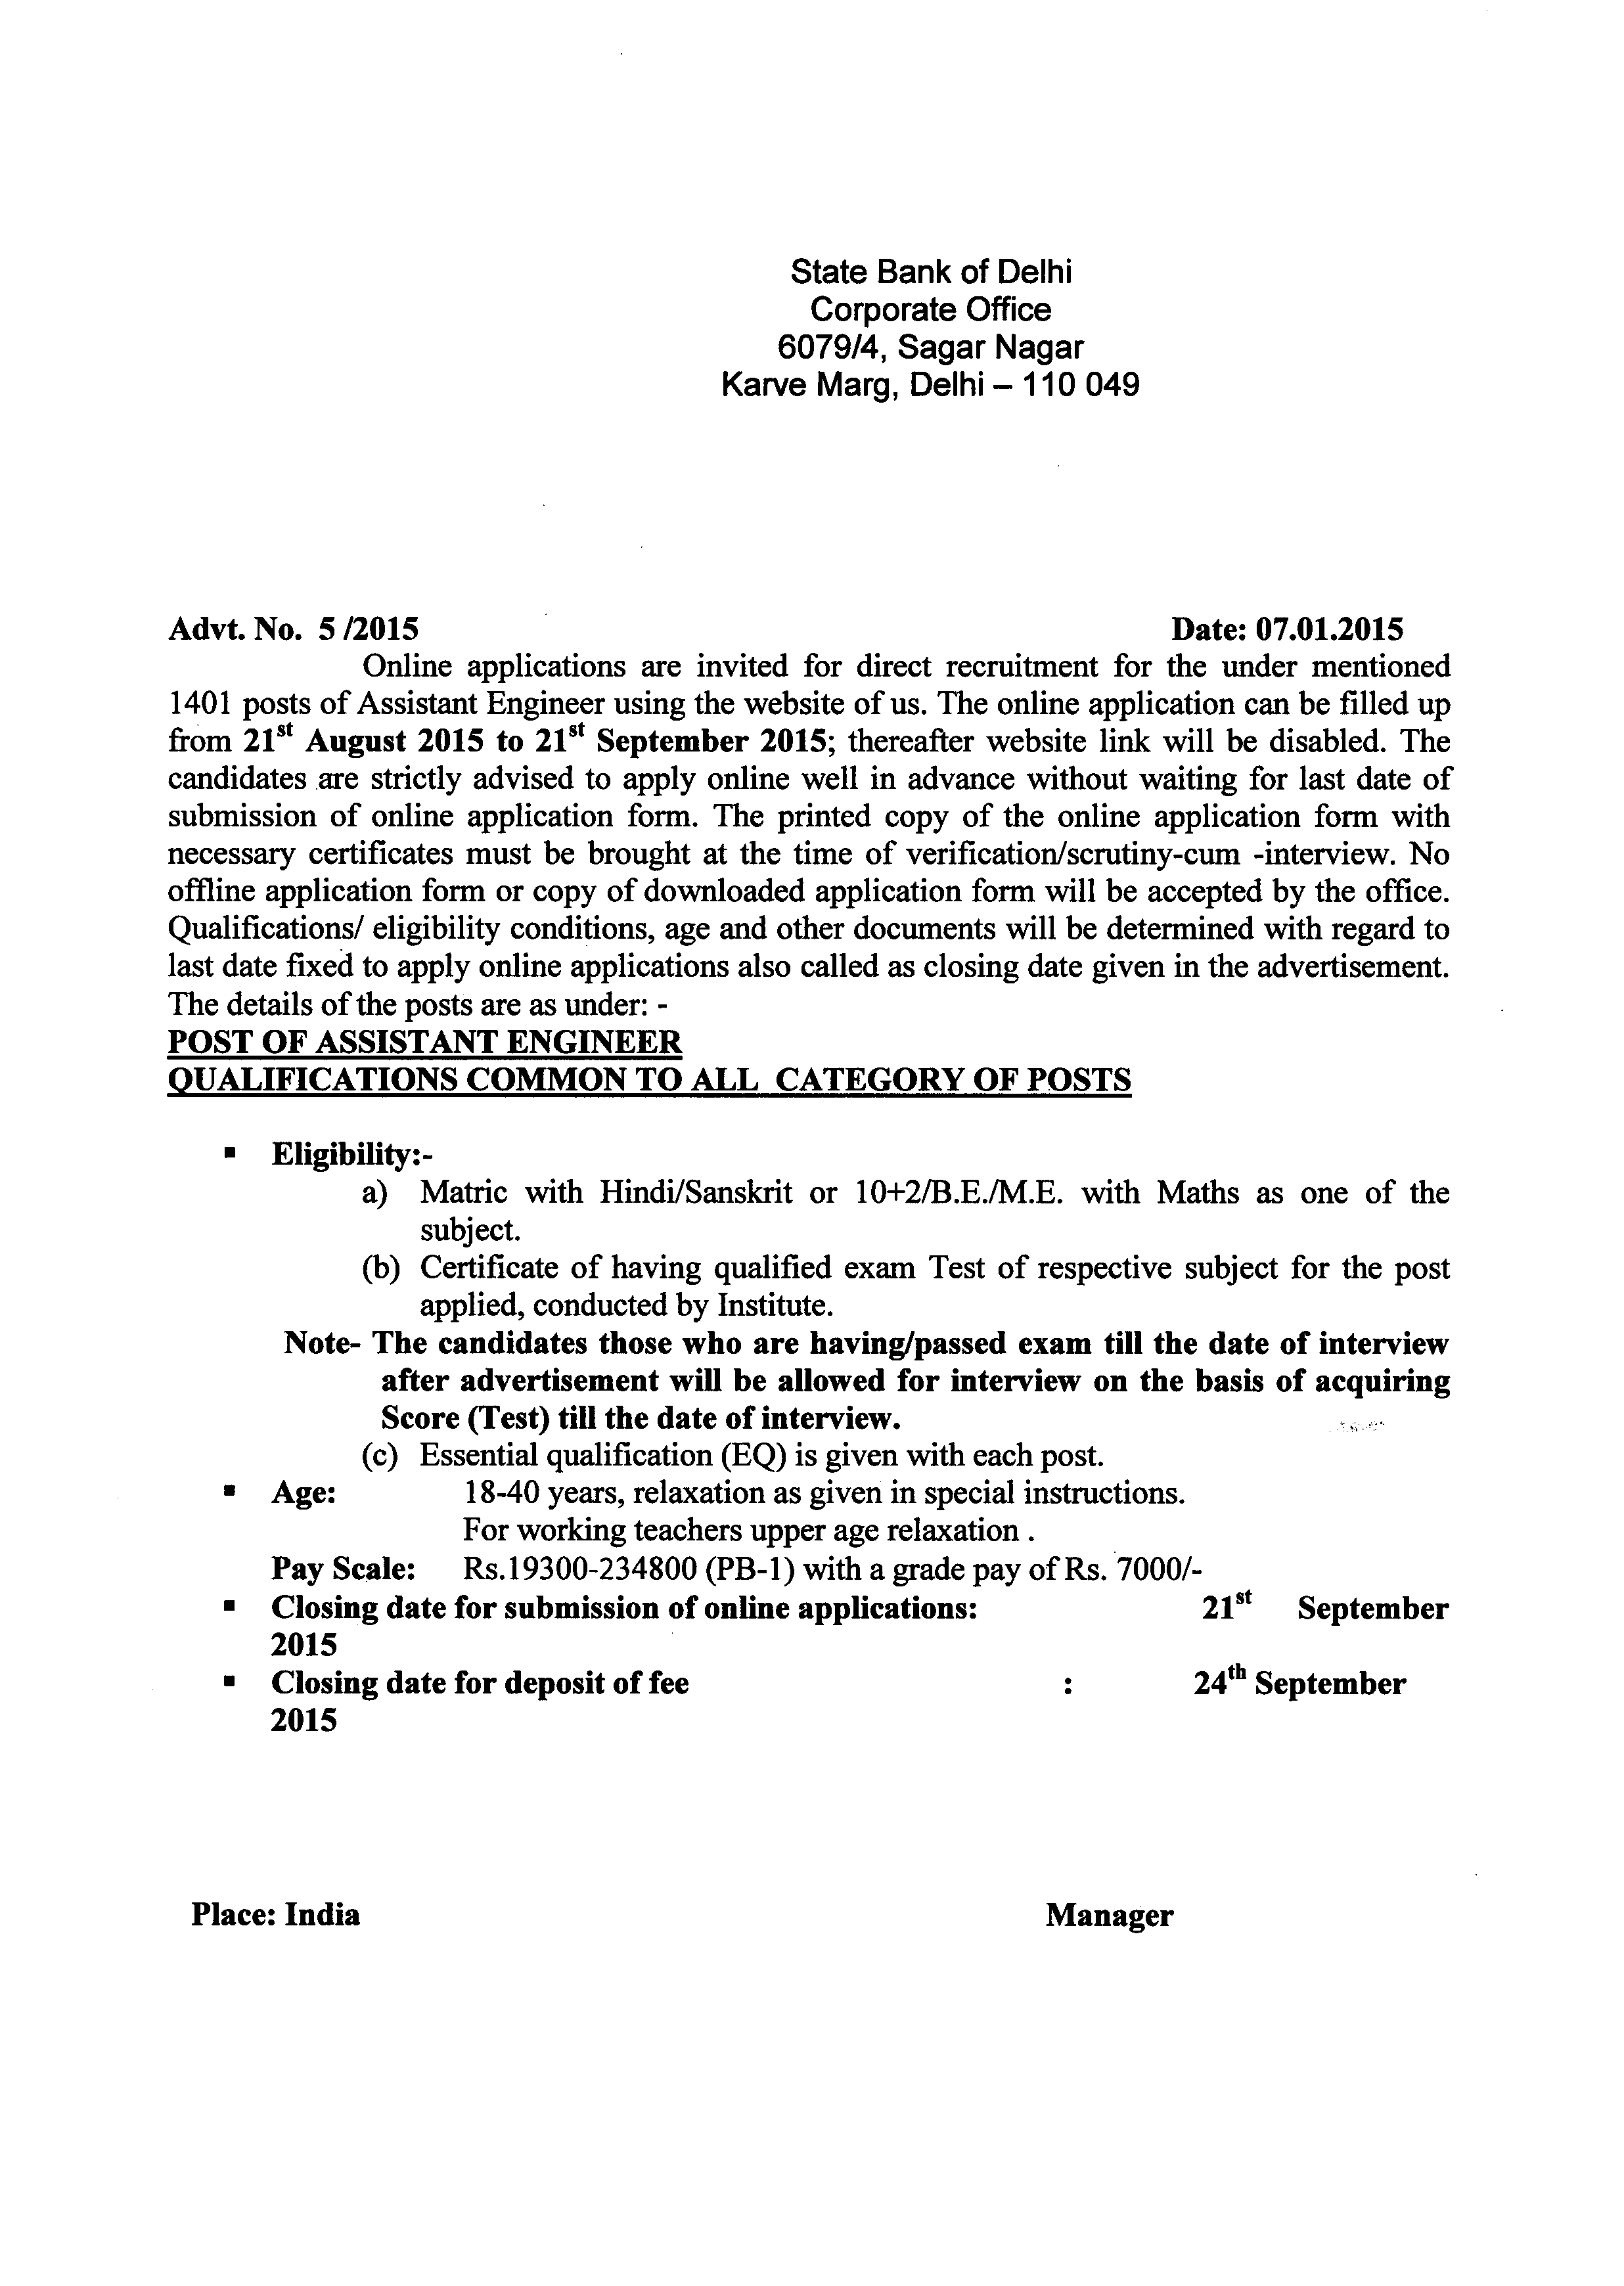 State Bank of Delhi
Corporate Office
6079/4, Sagar Nagar
Karve Marg, Delhi – 110 049
Advt. No. 5 /2015 Date: 07.01.2015
Online applications are invited for direct recruitment for the under mentioned
1401 posts of Assistant Engineer using the website of us. The online application can be filled up
from 21st August 2015 to 21st September 2015; thereafter website link will be disabled. The
candidates are strictly advised to apply online well in advance without waiting for last date of
submission of online application form. The printed copy of the online application form with
necessary certificates must be brought at the time of verification/scrutiny-cum -interview. No
offline application form or copy of downloaded application form will be accepted by the office.
Qualifications/ eligibility conditions, age and other documents will be determined with regard to
last date fixed to apply online applications also called as closing date given in the advertisement.
The details of the posts are as under: -
POST OF ASSISTANT ENGINEER
QUALIFICATIONS COMMON TO ALL CATEGORY OF POSTS
▪ Eligibility:-
a) Matric with Hindi/Sanskrit or 10+2/B.E./M.E. with Maths as one of the
subject.
(b) Certificate of having qualified exam Test of respective subject for the post
applied, conducted by Institute.
Note- The candidates those who are having/passed exam till the date of interview
after advertisement will be allowed for interview on the basis of acquiring
Score (Test) till the date of interview.
(c) Essential qualification (EQ) is given with each post.
▪ Age: 18-40 years, relaxation as given in special instructions.
For working teachers upper age relaxation .
Pay Scale: Rs.19300-234800 (PB-1) with a grade pay of Rs. 7000/-
▪ Closing date for submission of online applications: 21st September
2015
▪ Closing date for deposit of fee : 24th September
2015
Place: India Manager